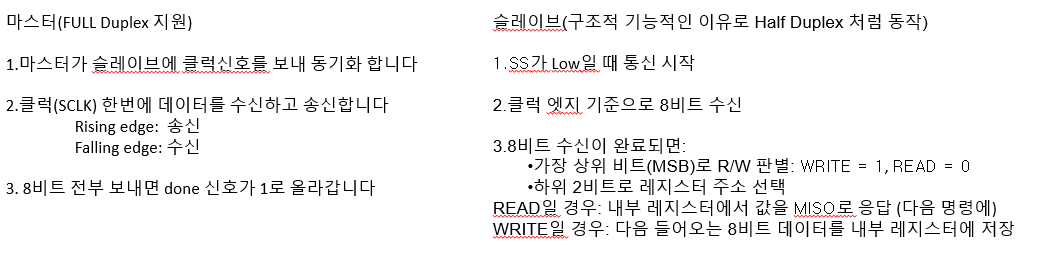 마스터(FULL Duplex 지원)
1.마스터가 슬레이브에 클럭신호를 보내 동기화 합니다
2.클럭(SCLK) 한번에 데이터를 수신하고 송신합니다
Rising edge: 송신
Falling edge: 수신
3. 8비트 전부 보내면 done 신호가 1로 올라갑니다
슬레이브(구조적 기능적인 이유로 Half Duplex 처럼 동작)
1.SS가 Low일 때 통신 시작
2.클럭 엣지 기준으로 8비트 수신
3.8비트 수신이 완료되면:
•가장 상위 비트(MSB)로 R/W 판별: WRITE = 1, READ = 0
•하위 2비트로 레지스터 주소 선택
READ일 경우: 내부 레지스터에서 값을 MISO로 응답 (다음 명령에)
WRITE일 경우: 다음 들어오는 8비트 데이터를 내부 레지스터에 저장